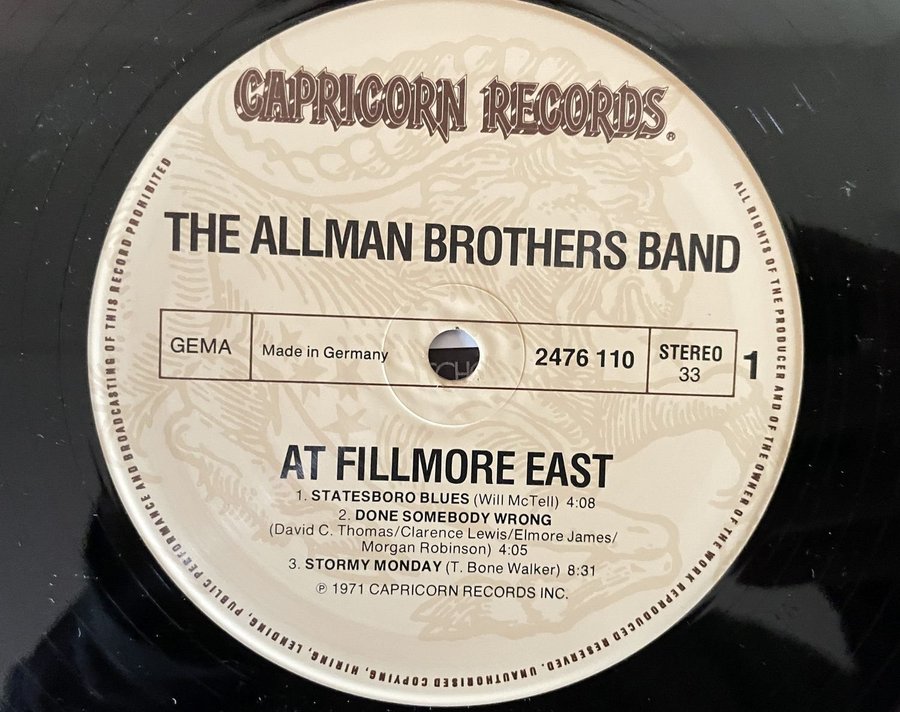 CAPRICORN RECORDS®
THE ALLMAN BROTHERS BAND
GEMA
Made in Germany
2476 110
STEREO
33
1
AT FILLMORE EAST
1. STATESBORO BLUES (Will McTell) 4:08
2. DONE SOMEBODY WRONG
(David C. Thomas/Clarence Lewis/Elmore James/
Morgan Robinson) 4:05
3. STORMY MONDAY (T. Bone Walker) 8:31
℗ 1971 CAPRICORN RECORDS INC.
ALL RIGHTS OF THE PRODUCER AND OF THE OWNER OF THE WORK REPRODUCED RESERVED. UNAUTHORISED COPYING, HIRING, LENDING, PUBLIC PERFORMANCE AND BROADCASTING OF THIS RECORD PROHIBITED